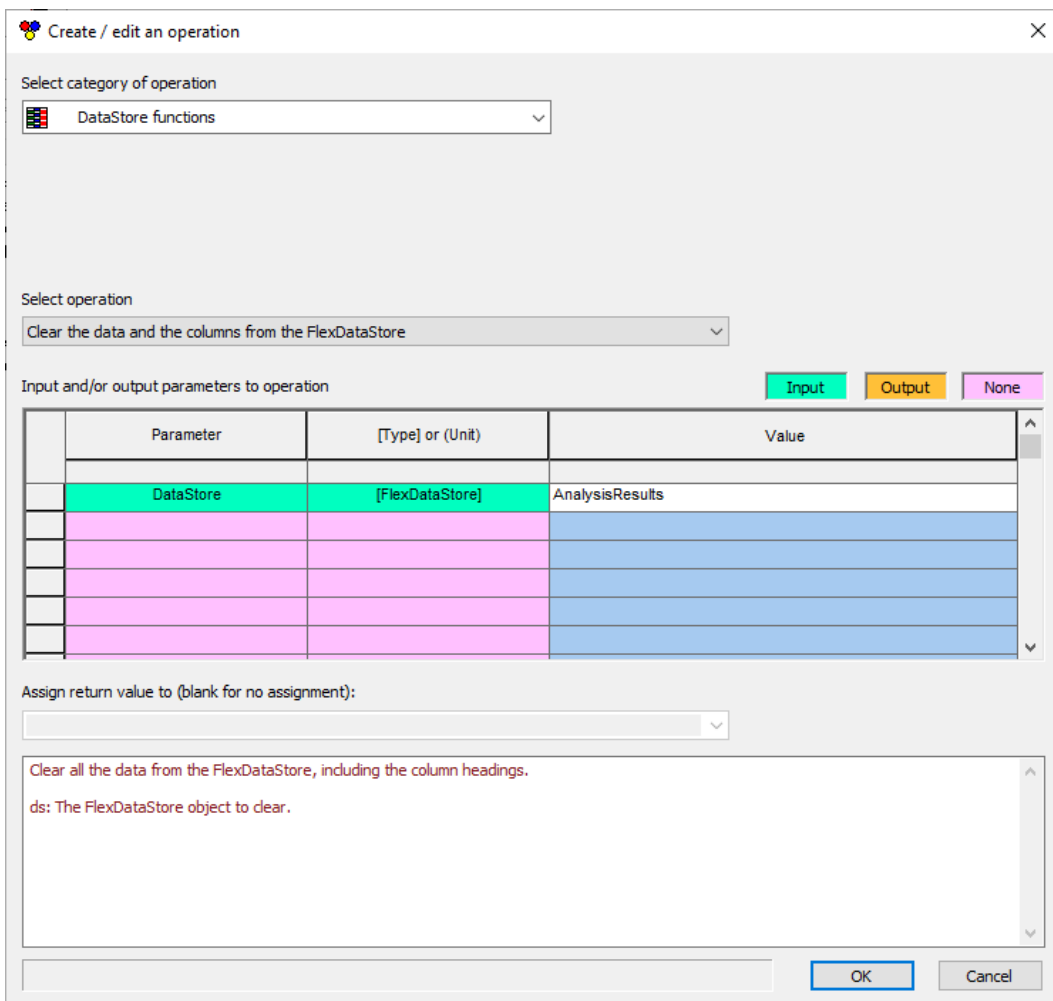 Create / edit an operation
Select category of operation
DataStore functions
Select operation
Clear the data and the columns from the FlexDataStore
Input and/or output parameters to operation
Input Output None
Parameter [Type] or (Unit) Value
DataStore [FlexDataStore] AnalysisResults
Assign return value to (blank for no assignment):
Clear all the data from the FlexDataStore, including the column headings.
ds: The FlexDataStore object to clear.
OK Cancel